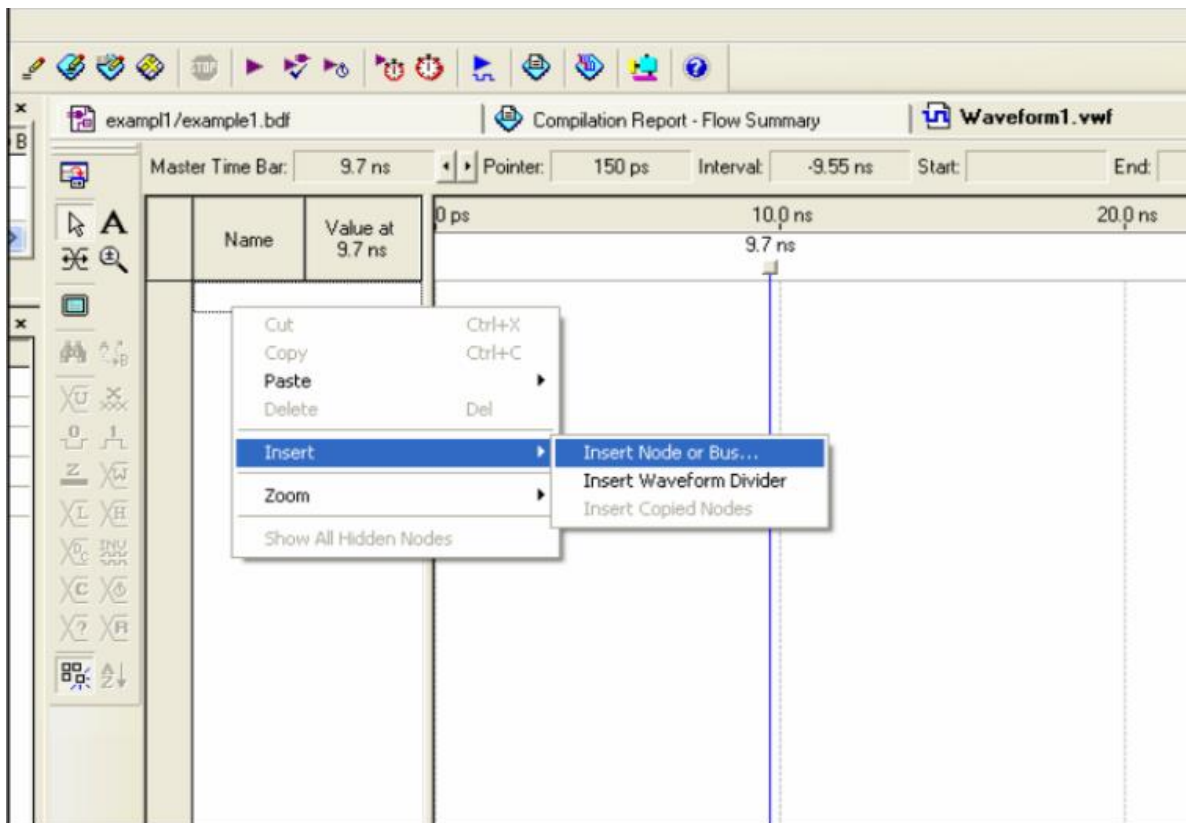 STOP
exampl1/example1.bdf Compilation Report - Flow Summary Waveform1.vwf
Master Time Bar: 9.7 ns Pointer: 150 ps Interval: -9.55 ns Start: End:
Name
Value at
9.7 ns
0 ps 10.0 ns 20.0 ns
9.7 ns
Cut Ctrl+X
Copy Ctrl+C
Paste
Delete Del
Insert
Zoom
Show All Hidden Nodes
Insert Node or Bus...
Insert Waveform Divider
Insert Copied Nodes